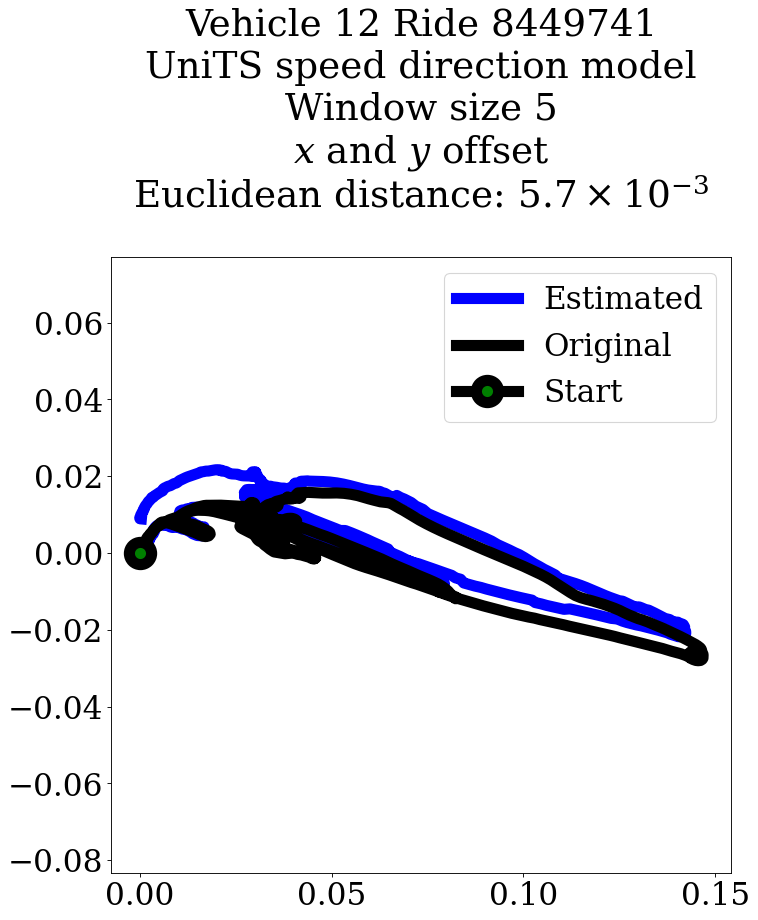 Vehicle 12 Ride 8449741
UniTS speed direction model
Window size 5
x and y offset
Euclidean distance: 5.7 × 10⁻³
Estimated
Original
Start
0.06
0.04
0.02
0.00
−0.02
−0.04
−0.06
−0.08
0.00 0.05 0.10 0.15